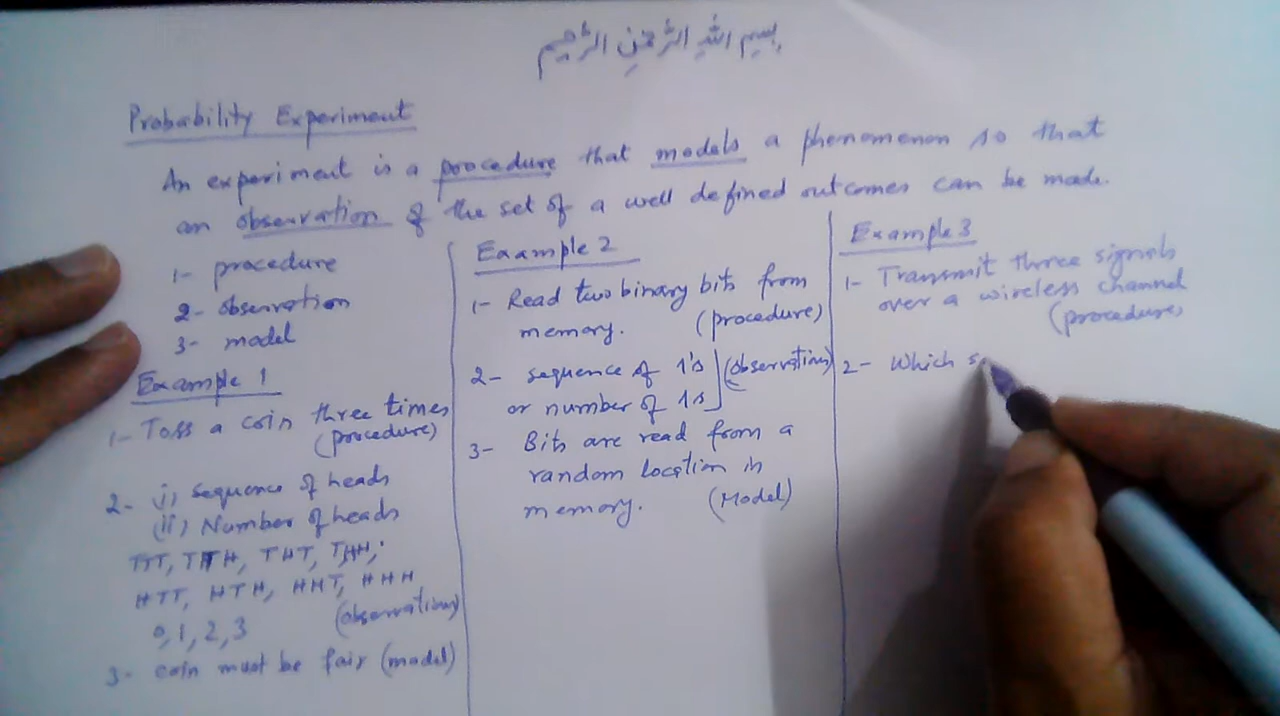 بسم الله الرحمن الرحيم
Probability Experiment
An experiment is a procedure that models a phenomenon so that
an observation of the set of a well defined outcomes can be made.
1- procedure
2- observation
3- model
Example 1
1- Toss a coin three times
(procedure)
2- (i) Sequence of heads
(ii) Number of heads
TTT, TTH, THT, THH,
HTT, HTH, HHT, HHH
0, 1, 2, 3 (observation)
3- coin must be fair (model)
Example 2
1- Read two binary bits from
memory. (procedure)
2- sequence of 1's
or number of 1s (observation)
3- Bits are read from a
random location in
memory. (Model)
Example 3
1- Transmit three signals
over a wireless channel
(procedure)
2- Which s